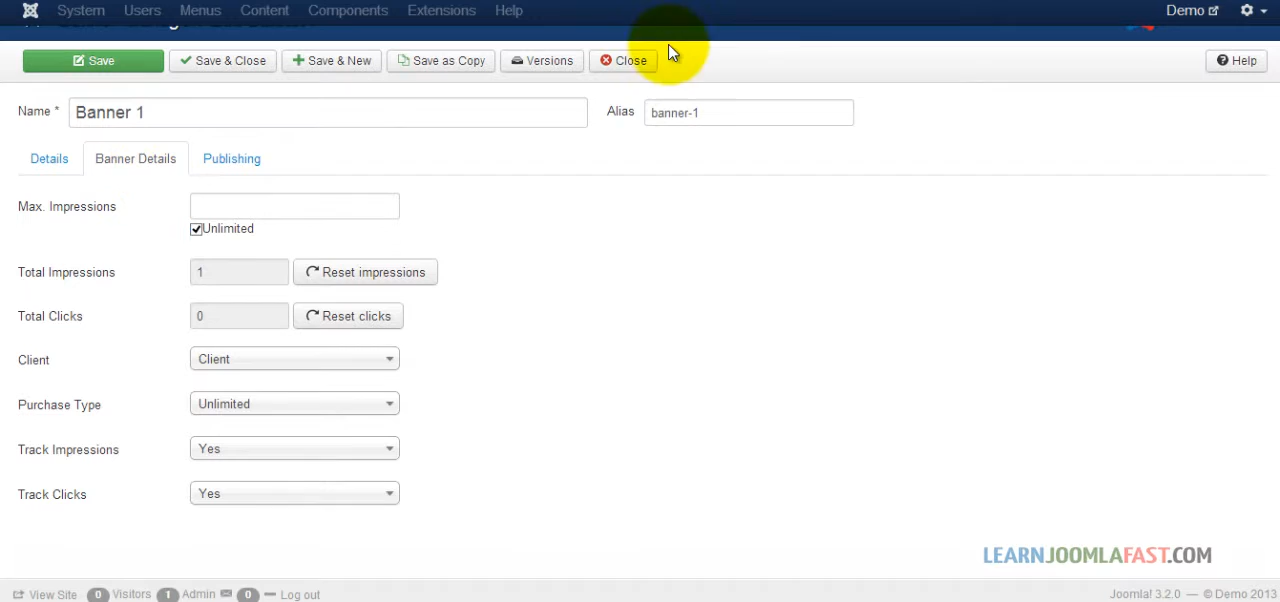 System Users Menus Content Components Extensions Help Demo
Save Save & Close Save & New Save as Copy Versions Close Help
Name * Banner 1 Alias banner-1
Details Banner Details Publishing
Max. Impressions
Unlimited
Total Impressions 1 Reset impressions
Total Clicks 0 Reset clicks
Client Client
Purchase Type Unlimited
Track Impressions Yes
Track Clicks Yes
LEARNJOOMLAFAST.COM
View Site 0 Visitors 1 Admin 0 Log out Joomla! 3.2.0 — © Demo 2013